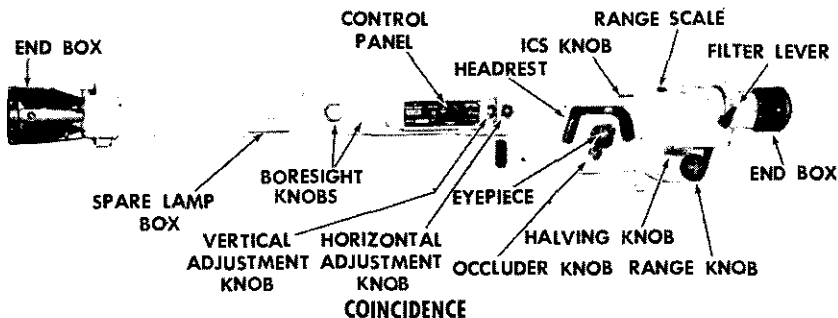 END BOX
CONTROL
PANEL
RANGE SCALE
ICS KNOB
HEADREST
FILTER LEVER
SPARE LAMP
BOX
BORESIGHT
KNOBS
VERTICAL
ADJUSTMENT
KNOB
HORIZONTAL
ADJUSTMENT
KNOB
EYEPIECE
OCCLUDER KNOB
HALVING KNOB
RANGE KNOB
END BOX
COINCIDENCE